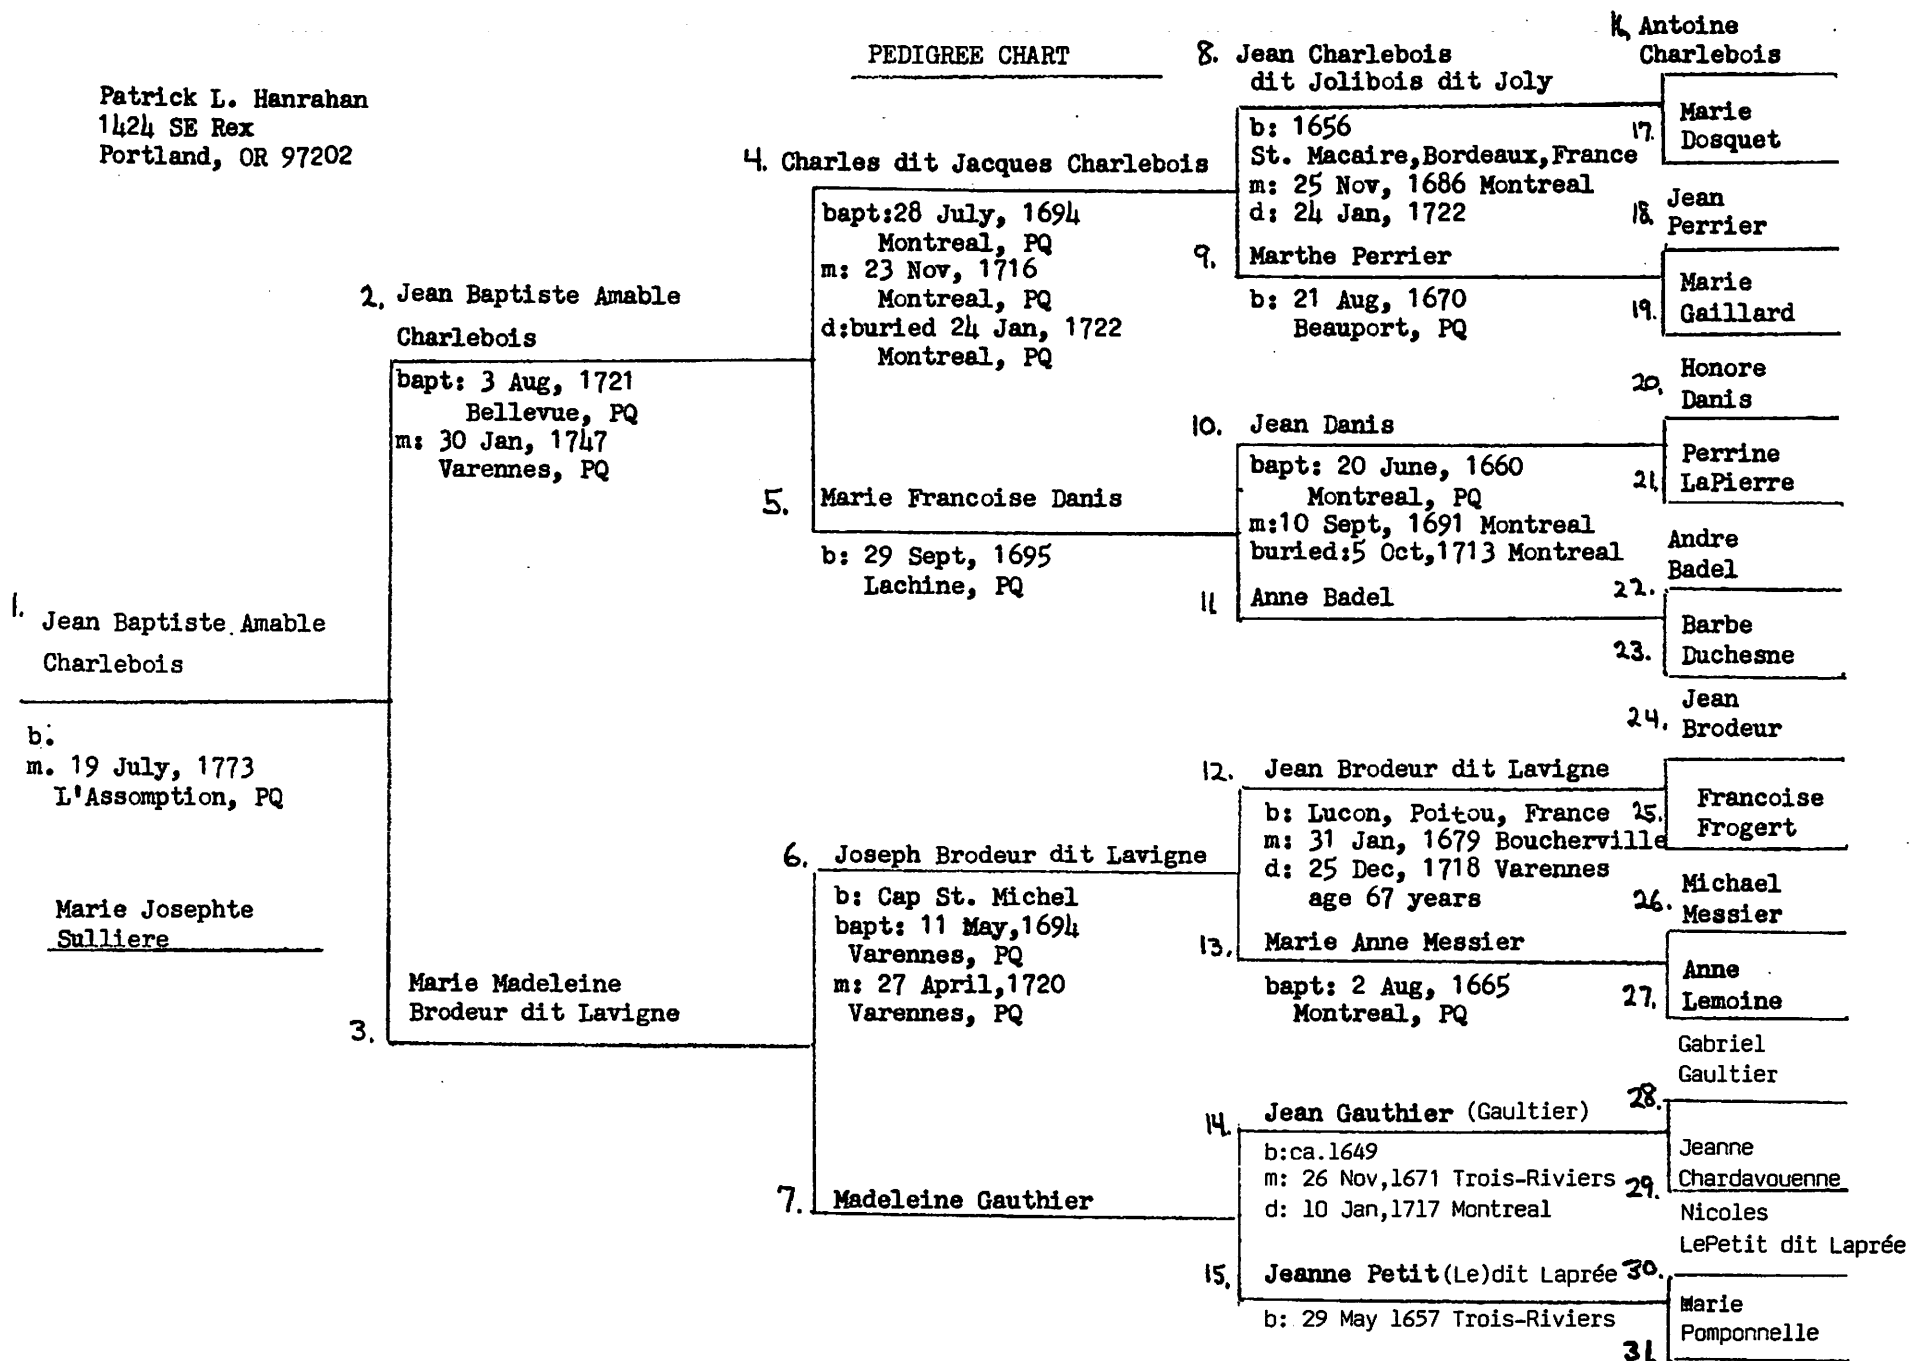 PEDIGREE CHART
Patrick L. Hanrahan
1424 SE Rex
Portland, OR 97202
1.
Jean Baptiste Amable
Charlebois
b:
m. 19 July, 1773
L'Assomption, PQ
Marie Josephte
Sulliere
2. Jean Baptiste Amable
Charlebois
bapt: 3 Aug, 1721
Bellevue, PQ
m: 30 Jan, 1747
Varennes, PQ
Marie Madeleine
Brodeur dit Lavigne
3.
4. Charles dit Jacques Charlebois
bapt:28 July, 1694
Montreal, PQ
m: 23 Nov, 1716
Montreal, PQ
d:buried 24 Jan, 1722
Montreal, PQ
5. Marie Francoise Danis
b: 29 Sept, 1695
Lachine, PQ
6. Joseph Brodeur dit Lavigne
b: Cap St. Michel
bapt: 11 May,1694
Varennes, PQ
m: 27 April,1720
Varennes, PQ
7. Madeleine Gauthier
8. Jean Charlebois
dit Jolibois dit Joly
b: 1656
St. Macaire,Bordeaux,France
m: 25 Nov, 1686 Montreal
d: 24 Jan, 1722
9. Marthe Perrier
b: 21 Aug, 1670
Beauport, PQ
10. Jean Danis
bapt: 20 June, 1660
Montreal, PQ
m:10 Sept, 1691 Montreal
buried:5 Oct,1713 Montreal
11 Anne Badel
12. Jean Brodeur dit Lavigne
b: Lucon, Poitou, France
m: 31 Jan, 1679 Boucherville
d: 25 Dec, 1718 Varennes
age 67 years
13. Marie Anne Messier
bapt: 2 Aug, 1665
Montreal, PQ
14. Jean Gauthier (Gaultier)
b:ca.1649
m: 26 Nov,1671 Trois-Riviers
d: 10 Jan,1717 Montreal
15. Jeanne Petit(Le)dit Laprée
b: 29 May 1657 Trois-Riviers
Antoine
Charlebois
17. Marie
Dosquet
18. Jean
Perrier
19. Marie
Gaillard
20. Honore
Danis
21. Perrine
LaPierre
22. Andre
Badel
23. Barbe
Duchesne
24. Jean
Brodeur
25. Francoise
Frogert
26. Michael
Messier
27. Anne
Lemoine
28. Gabriel
Gaultier
29. Jeanne
Chardavouenne
30. Nicoles
LePetit dit Laprée
31 Marie
Pomponnelle